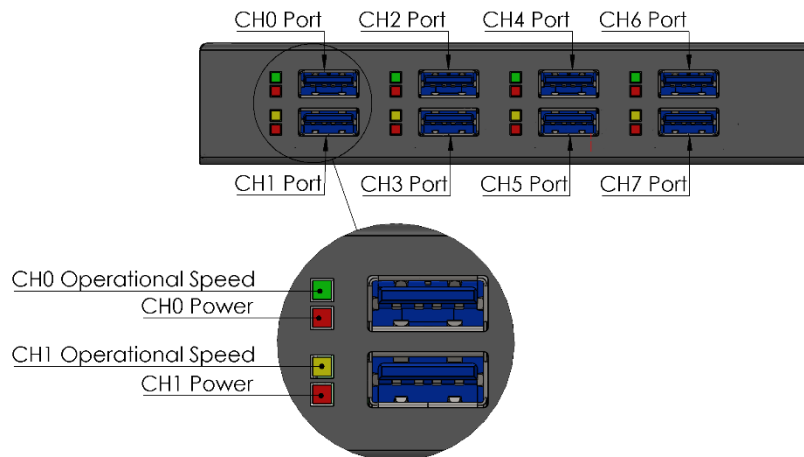 CH0 Port
CH2 Port
CH4 Port
CH6 Port
CH1 Port
CH3 Port
CH5 Port
CH7 Port
CH0 Operational Speed
CH0 Power
CH1 Operational Speed
CH1 Power